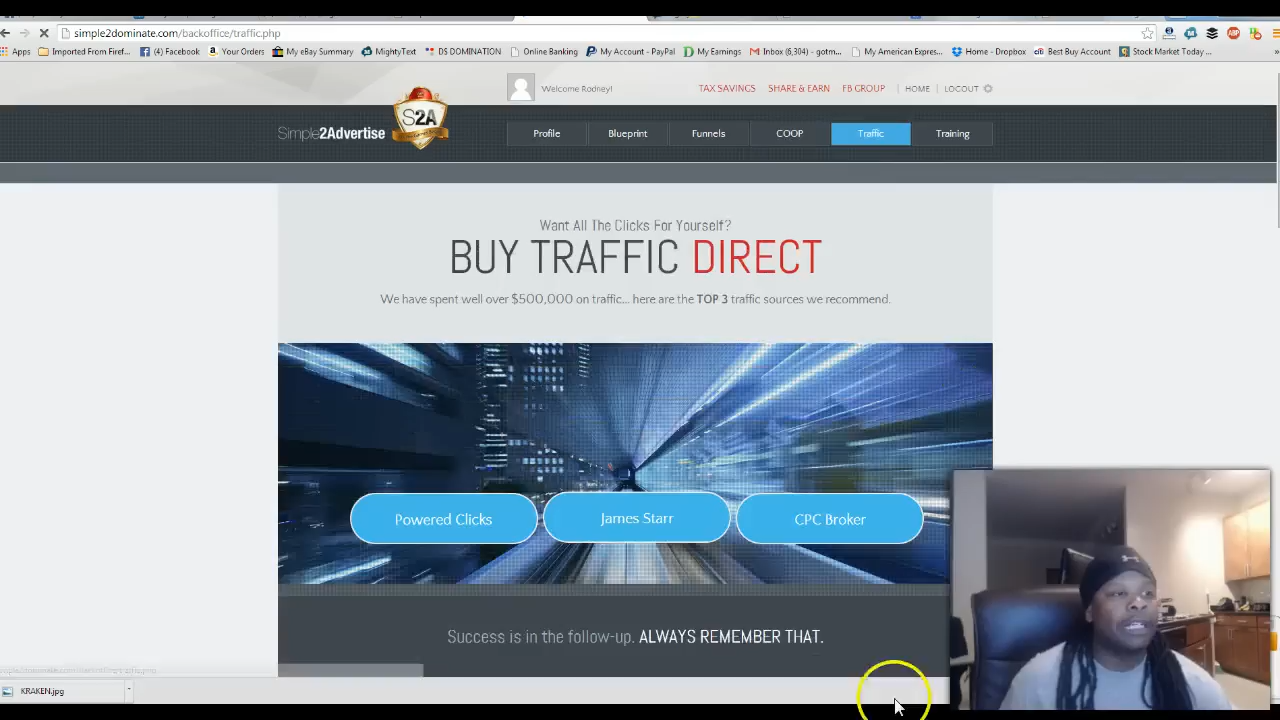 simple2dominate.com/backoffice/traffic.php
Apps Imported From Firef... (4) Facebook Your Orders My eBay Summary MightyText DS DOMINATION Online Banking My Account - PayPal My Earnings Inbox (6,304) - gotm... My American Expres... Home - Dropbox Best Buy Account Stock Market Today ... »
Welcome Rodney! TAX SAVINGS SHARE & EARN FB GROUP | HOME | LOGOUT
Simple2Advertise S2A
Profile Blueprint Funnels COOP Traffic Training
Want All The Clicks For Yourself?
BUY TRAFFIC DIRECT
We have spent well over $500,000 on traffic... here are the TOP 3 traffic sources we recommend.
Powered Clicks James Starr CPC Broker
Success is in the follow-up. ALWAYS REMEMBER THAT.
KRAKEN.jpg